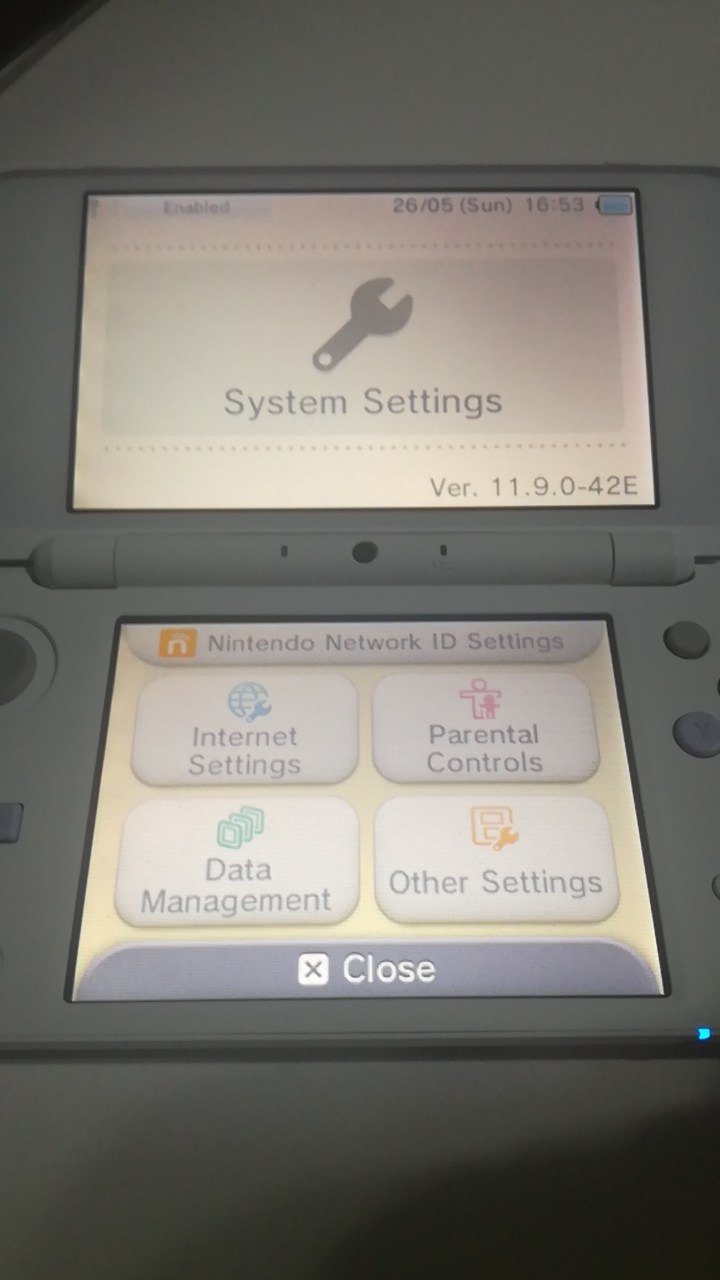 Enabled 26/05 (Sun) 16:53
System Settings
Ver. 11.9.0-42E
Nintendo Network ID Settings
Internet
Settings
Parental
Controls
Data
Management
Other Settings
X Close
Y